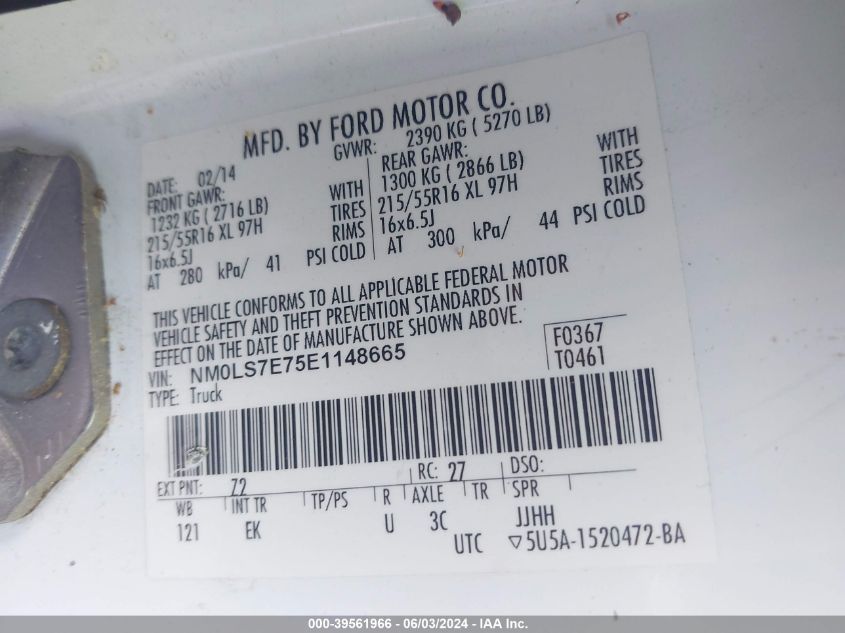 MFD. BY FORD MOTOR CO.
DATE: 02/14 GVWR: 2390 KG ( 5270 LB)
FRONT GAWR: REAR GAWR:
1232 KG ( 2716 LB) WITH 1300 KG ( 2866 LB) WITH
215/55R16 XL 97H TIRES 215/55R16 XL 97H TIRES
16x6.5J RIMS 16x6.5J RIMS
AT 280 kPa/ 41 PSI COLD AT 300 kPa/ 44 PSI COLD
THIS VEHICLE CONFORMS TO ALL APPLICABLE FEDERAL MOTOR
VEHICLE SAFETY AND THEFT PREVENTION STANDARDS IN
EFFECT ON THE DATE OF MANUFACTURE SHOWN ABOVE.
VIN: NM0LS7E75E1148665 F0367
TYPE: Truck T0461
EXT PNT: Z2 RC: 27 DSO:
WB INT TR TP/PS R AXLE TR SPR
121 EK U 3C JJHH
UTC ▽5U5A-1520472-BA
000-39561966 - 06/03/2024 - IAA Inc.